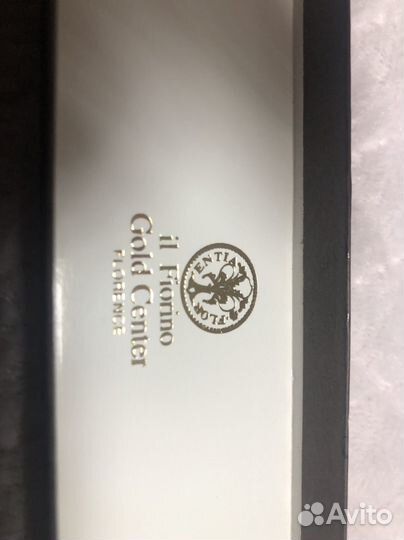 FLOR·ENTIA
il Fiorino
Gold Center
FLORENCE
Avito